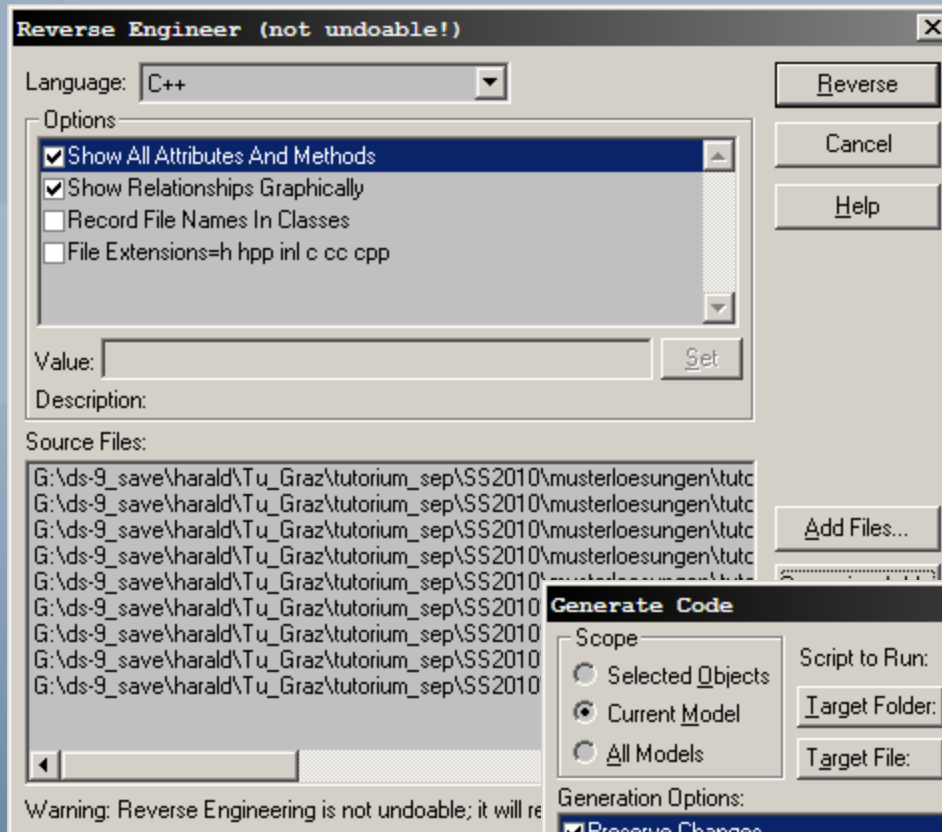 Reverse Engineer (not undoable!)
Language: C++
Reverse
Options
Cancel
Show All Attributes And Methods
Show Relationships Graphically
Help
Record File Names In Classes
File Extensions=h hpp inl c cc cpp
Value:
Set
Description:
Source Files:
G:\ds-9_save\harald\Tu_Graz\tutorium_sep\SS2010\musterloesungen\tutc
G:\ds-9_save\harald\Tu_Graz\tutorium_sep\SS2010\musterloesungen\tutc
G:\ds-9_save\harald\Tu_Graz\tutorium_sep\SS2010\musterloesungen\tutc
G:\ds-9_save\harald\Tu_Graz\tutorium_sep\SS2010\musterloesungen\tutc
G:\ds-9_save\harald\Tu_Graz\tutorium_sep\SS2010
G:\ds-9_save\harald\Tu_Graz\tutorium_sep\SS2010
G:\ds-9_save\harald\Tu_Graz\tutorium_sep\SS2010
G:\ds-9_save\harald\Tu_Graz\tutorium_sep\SS2010
G:\ds-9_save\harald\Tu_Graz\tutorium_sep\SS2010
Add Files...
Warning: Reverse Engineering is not undoable; it will re
Generate Code
Scope
Selected Objects
Current Model
All Models
Script to Run:
Target Folder:
Target File:
Generation Options:
Preserve Changes